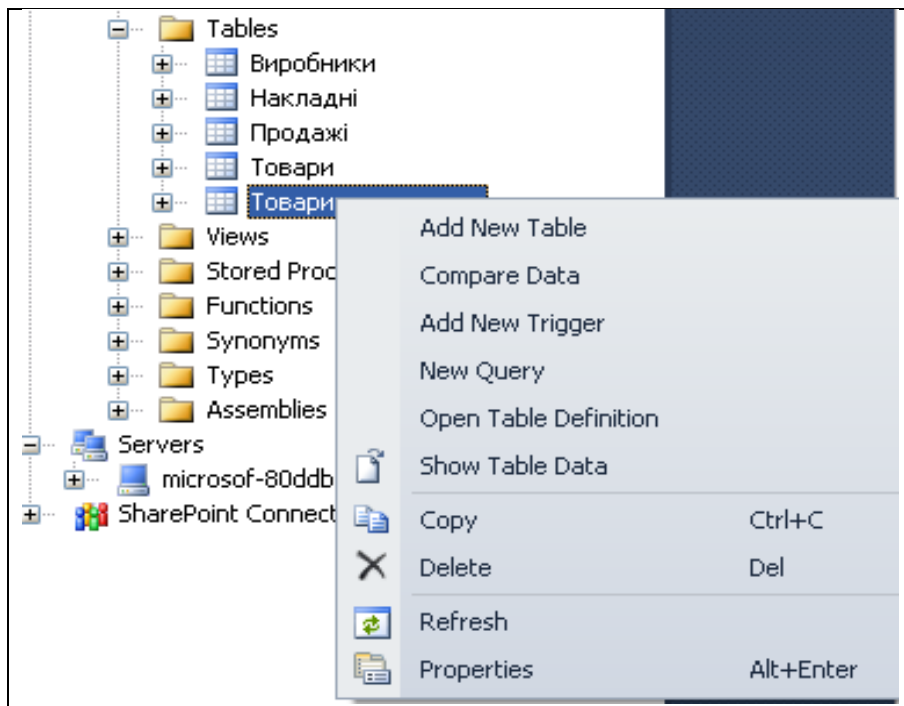 Tables
Виробники
Накладні
Продажі
Товари
Товари
Views
Stored Proc
Functions
Synonyms
Types
Assemblies
Servers
microsof-80ddb
SharePoint Connect
Add New Table
Compare Data
Add New Trigger
New Query
Open Table Definition
Show Table Data
Copy Ctrl+C
Delete Del
Refresh
Properties Alt+Enter